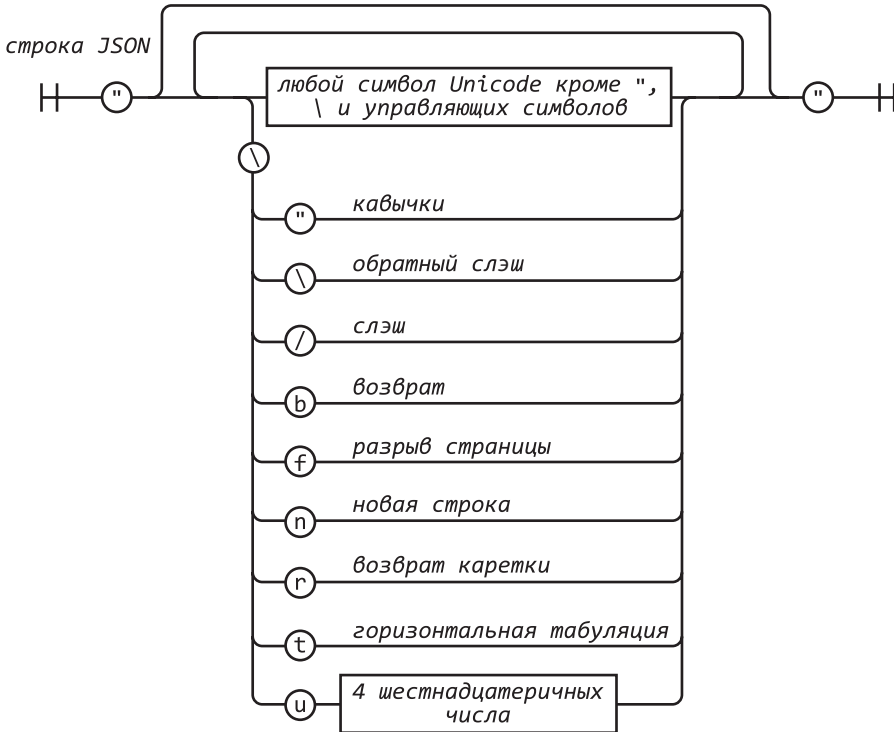 строка JSON
"
любой символ Unicode кроме ",
\ и управляющих символов
"
\
" кавычки
\ обратный слэш
/ слэш
b возврат
f разрыв страницы
n новая строка
r возврат каретки
t горизонтальная табуляция
u 4 шестнадцатеричных
числа